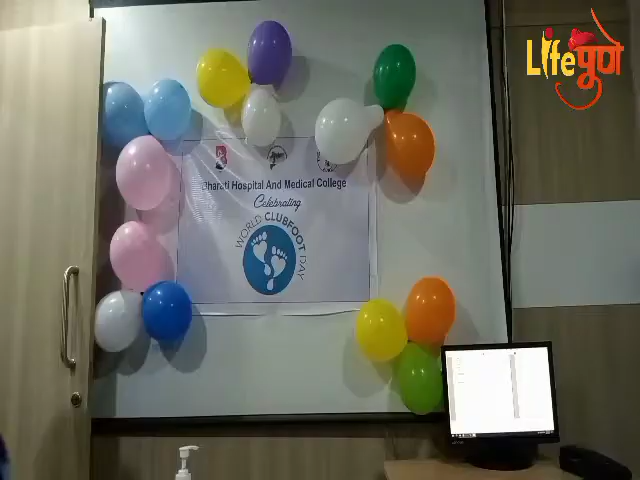 Lifeपुणे
Bharati Hospital And Medical College
Celebrating
WORLD CLUBFOOT DAY